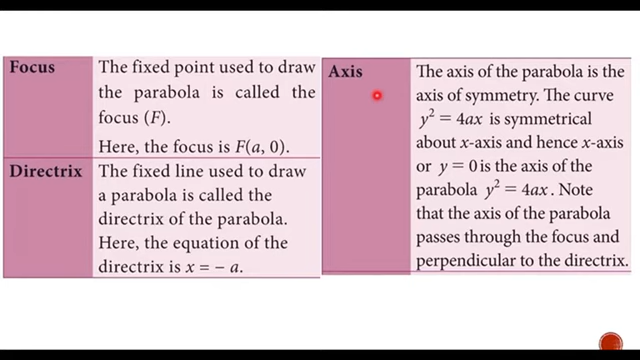 Focus
The fixed point used to draw
the parabola is called the
focus (F).
Here, the focus is F(a, 0).
Directrix
The fixed line used to draw
a parabola is called the
directrix of the parabola.
Here, the equation of the
directrix is x = − a.
Axis
The axis of the parabola is the
axis of symmetry. The curve
y² = 4ax is symmetrical
about x-axis and hence x-axis
or y = 0 is the axis of the
parabola y² = 4ax. Note
that the axis of the parabola
passes through the focus and
perpendicular to the directrix.